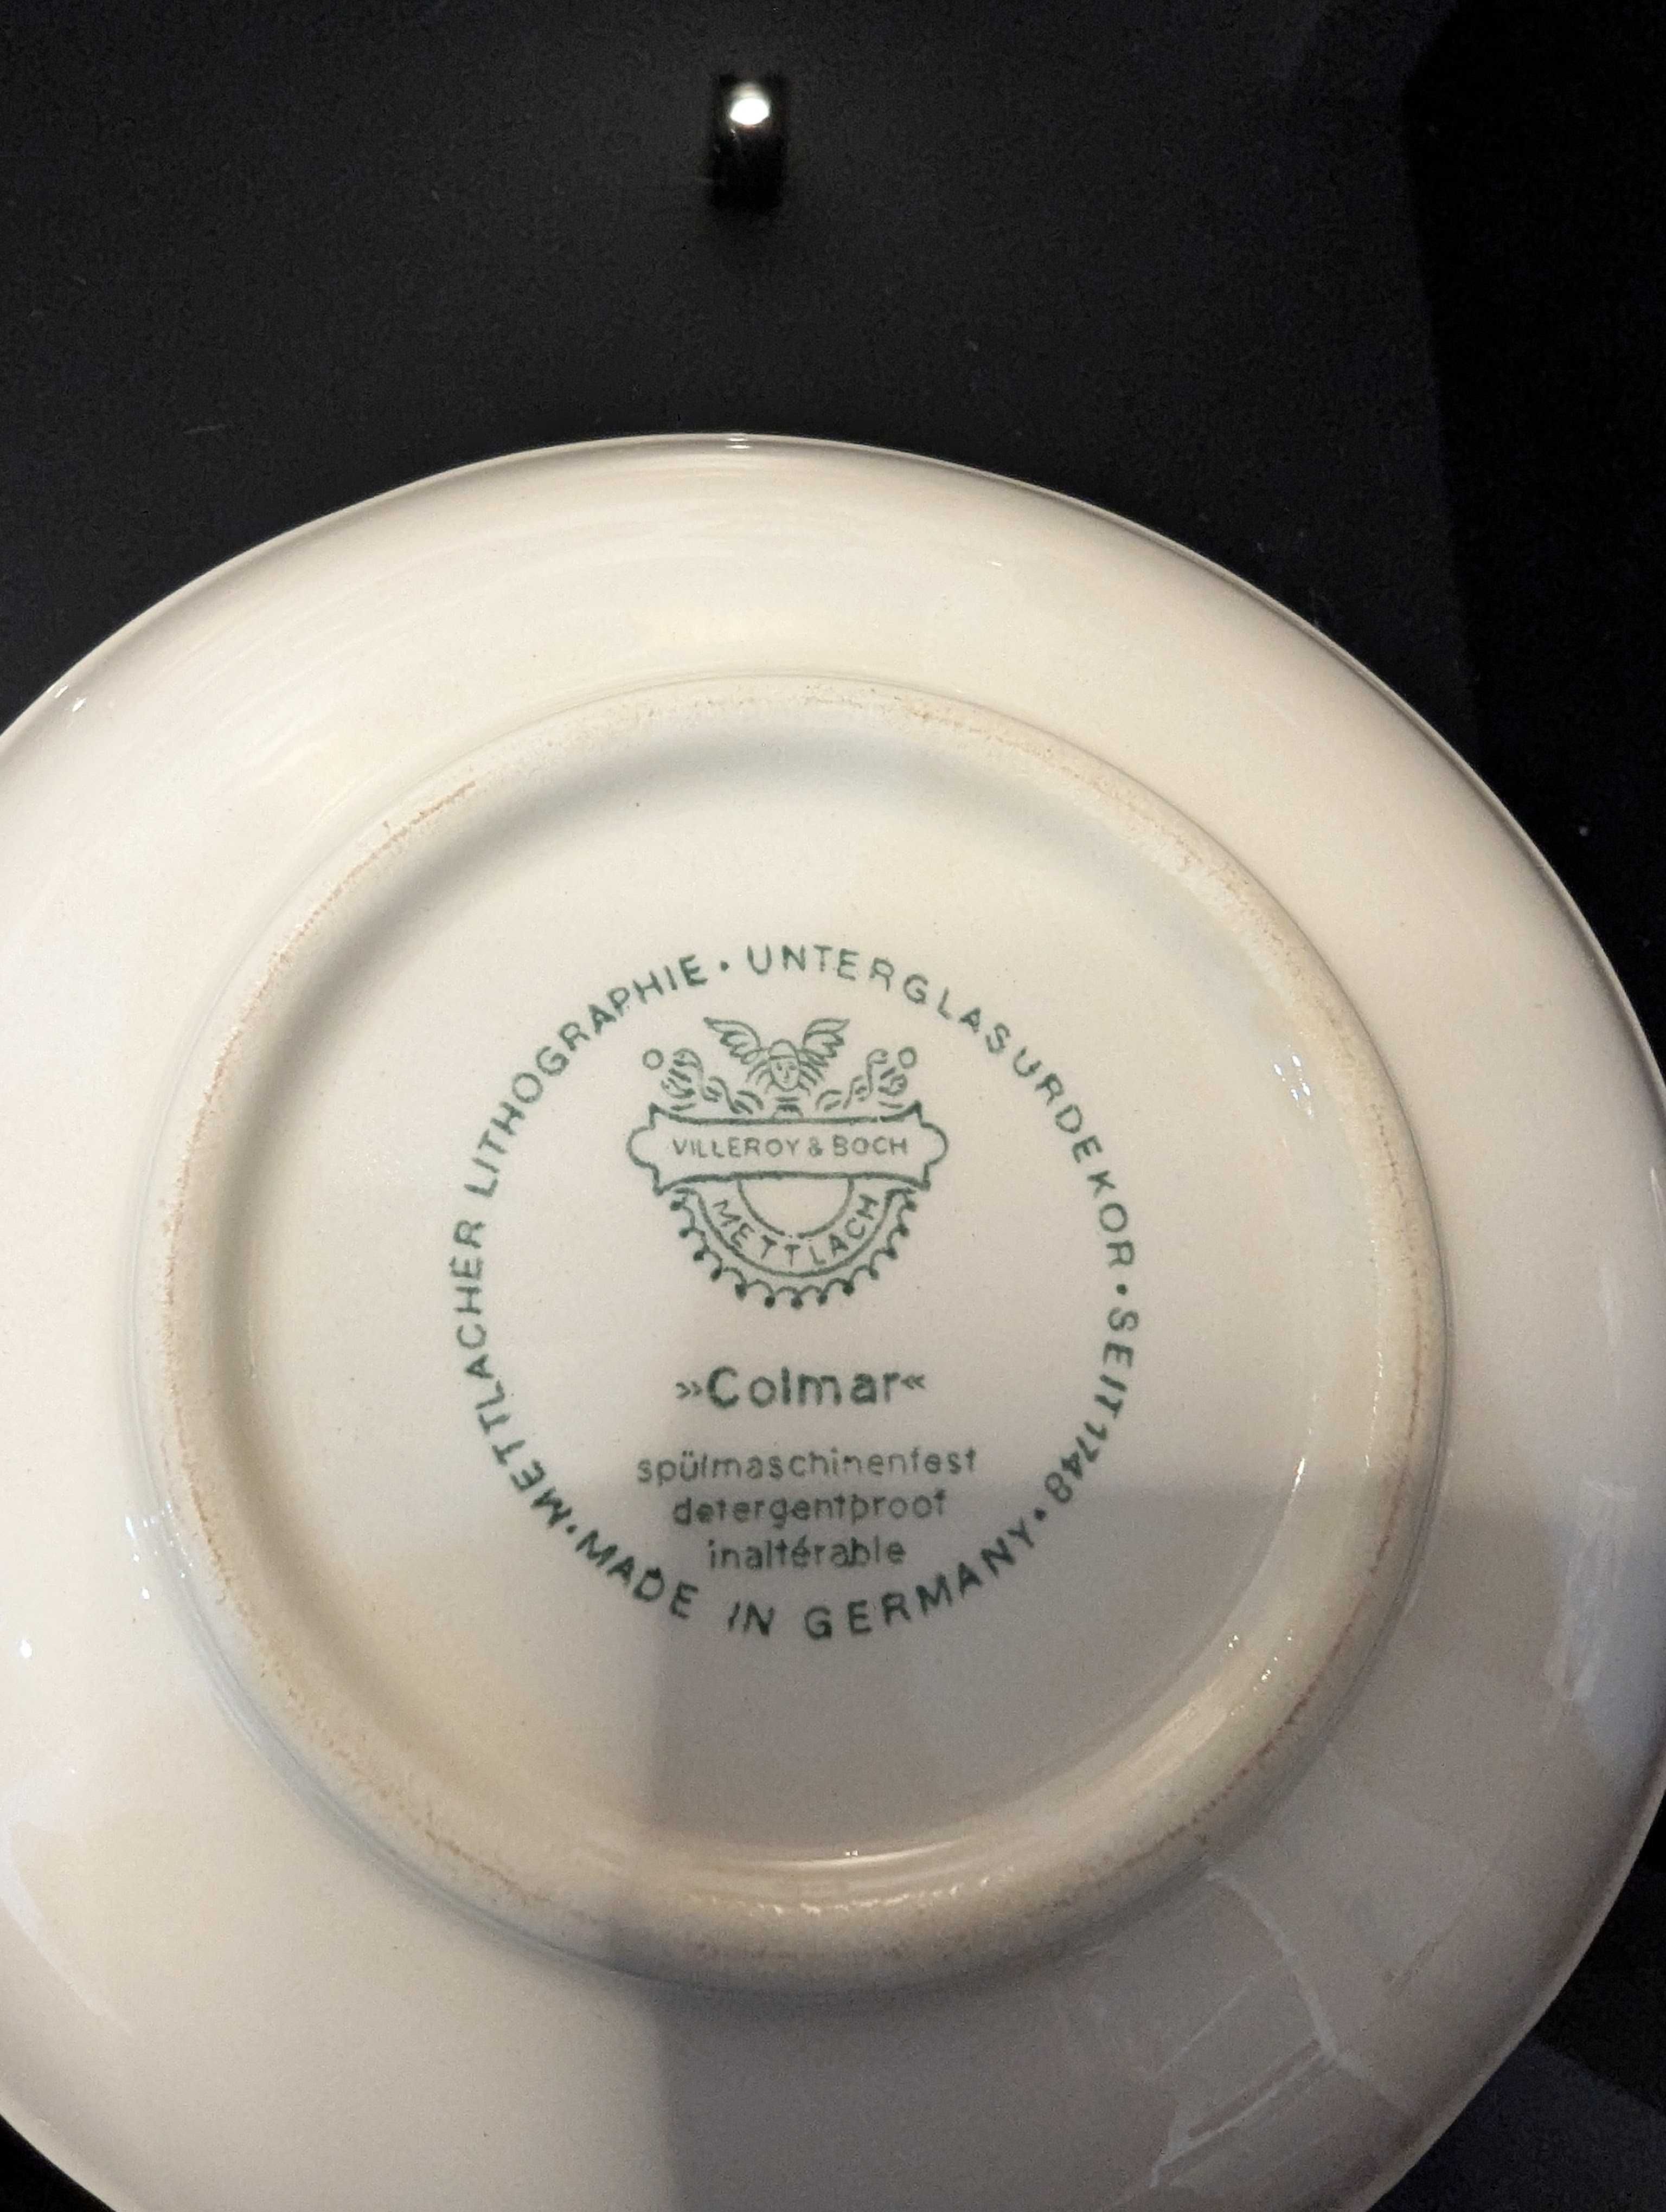 METTLACHER LITHOGRAPHIE · UNTERGLASURDEKOR · SEIT 1748 · MADE IN GERMANY ·
VILLEROY & BOCH
METTLACH
»Colmar«
spülmaschinenfest
detergentproof
inaltérable